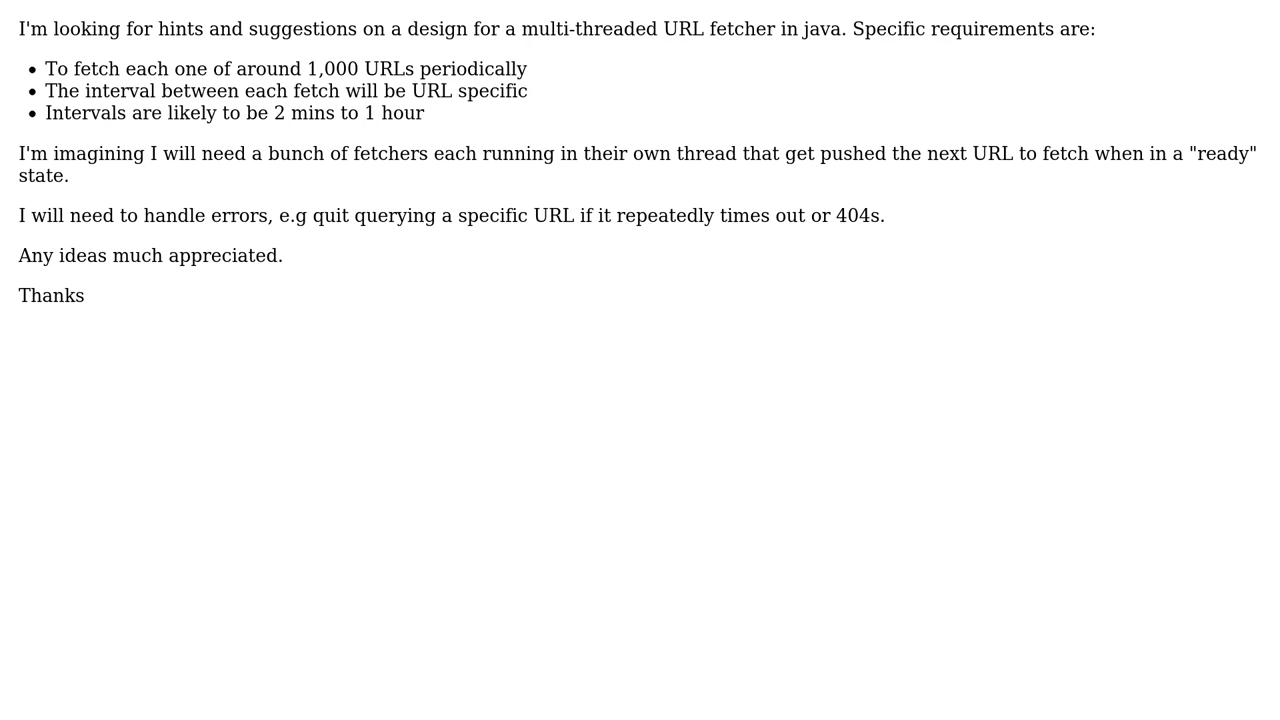 I'm looking for hints and suggestions on a design for a multi-threaded URL fetcher in java. Specific requirements are:
• To fetch each one of around 1,000 URLs periodically
• The interval between each fetch will be URL specific
• Intervals are likely to be 2 mins to 1 hour
I'm imagining I will need a bunch of fetchers each running in their own thread that get pushed the next URL to fetch when in a "ready"
state.
I will need to handle errors, e.g quit querying a specific URL if it repeatedly times out or 404s.
Any ideas much appreciated.
Thanks